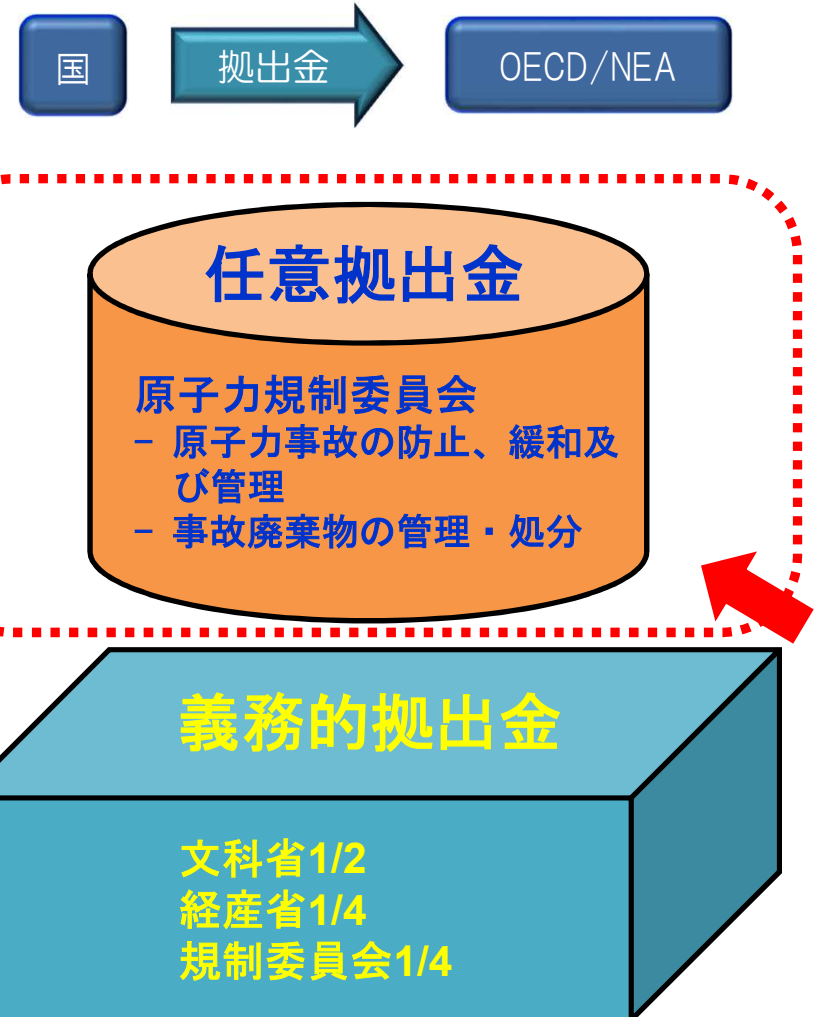 国
拠出金
OECD/NEA
任意拠出金
原子力規制委員会
− 原子力事故の防止、緩和及
び管理
− 事故廃棄物の管理・処分
義務的拠出金
文科省1/2
経産省1/4
規制委員会1/4